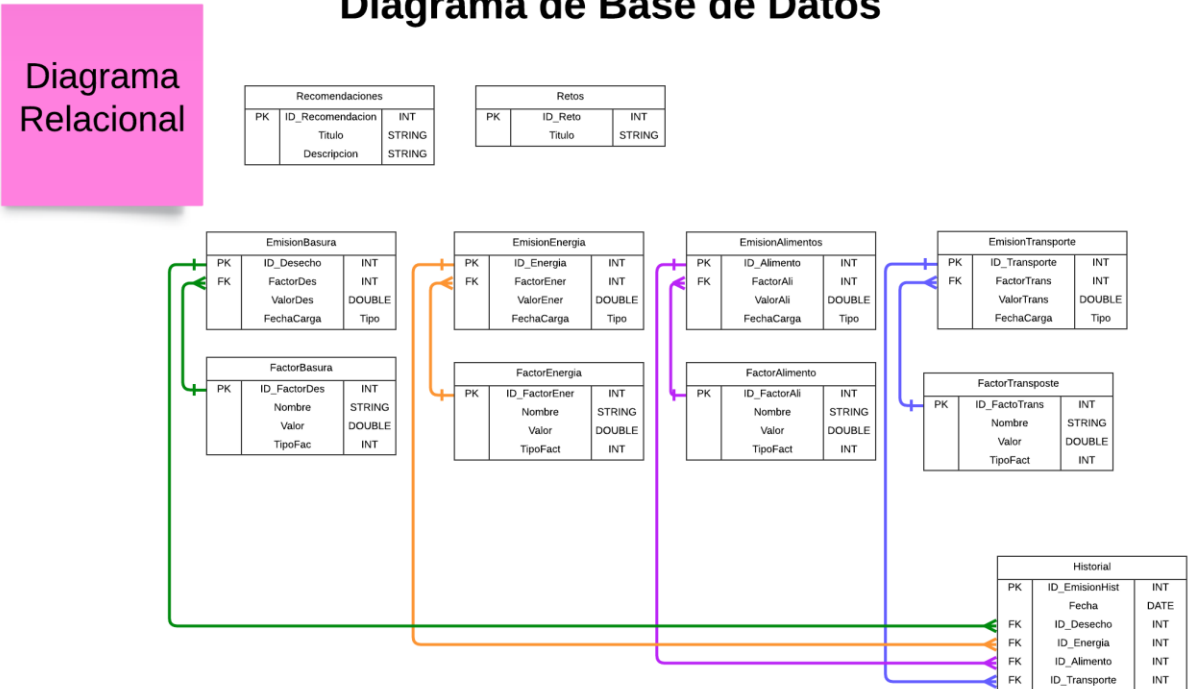 Diagrama de Base de Datos
Diagrama
Relacional
Recomendaciones
PK ID_Recomendacion INT
Titulo STRING
Descripcion STRING
Retos
PK ID_Reto INT
Titulo STRING
EmisionBasura
PK ID_Desecho INT
FK FactorDes INT
ValorDes DOUBLE
FechaCarga Tipo
EmisionEnergia
PK ID_Energia INT
FK FactorEner INT
ValorEner DOUBLE
FechaCarga Tipo
EmisionAlimentos
PK ID_Alimento INT
FK FactorAli INT
ValorAli DOUBLE
FechaCarga Tipo
EmisionTransporte
PK ID_Transporte INT
FK FactorTrans INT
ValorTrans DOUBLE
FechaCarga Tipo
FactorBasura
PK ID_FactorDes INT
Nombre STRING
Valor DOUBLE
TipoFac INT
FactorEnergia
PK ID_FactorEner INT
Nombre STRING
Valor DOUBLE
TipoFact INT
FactorAlimento
PK ID_FactorAli INT
Nombre STRING
Valor DOUBLE
TipoFact INT
FactorTransposte
PK ID_FactoTrans INT
Nombre STRING
Valor DOUBLE
TipoFact INT
Historial
PK ID_EmisionHist INT
Fecha DATE
FK ID_Desecho INT
FK ID_Energia INT
FK ID_Alimento INT
FK ID_Transporte INT